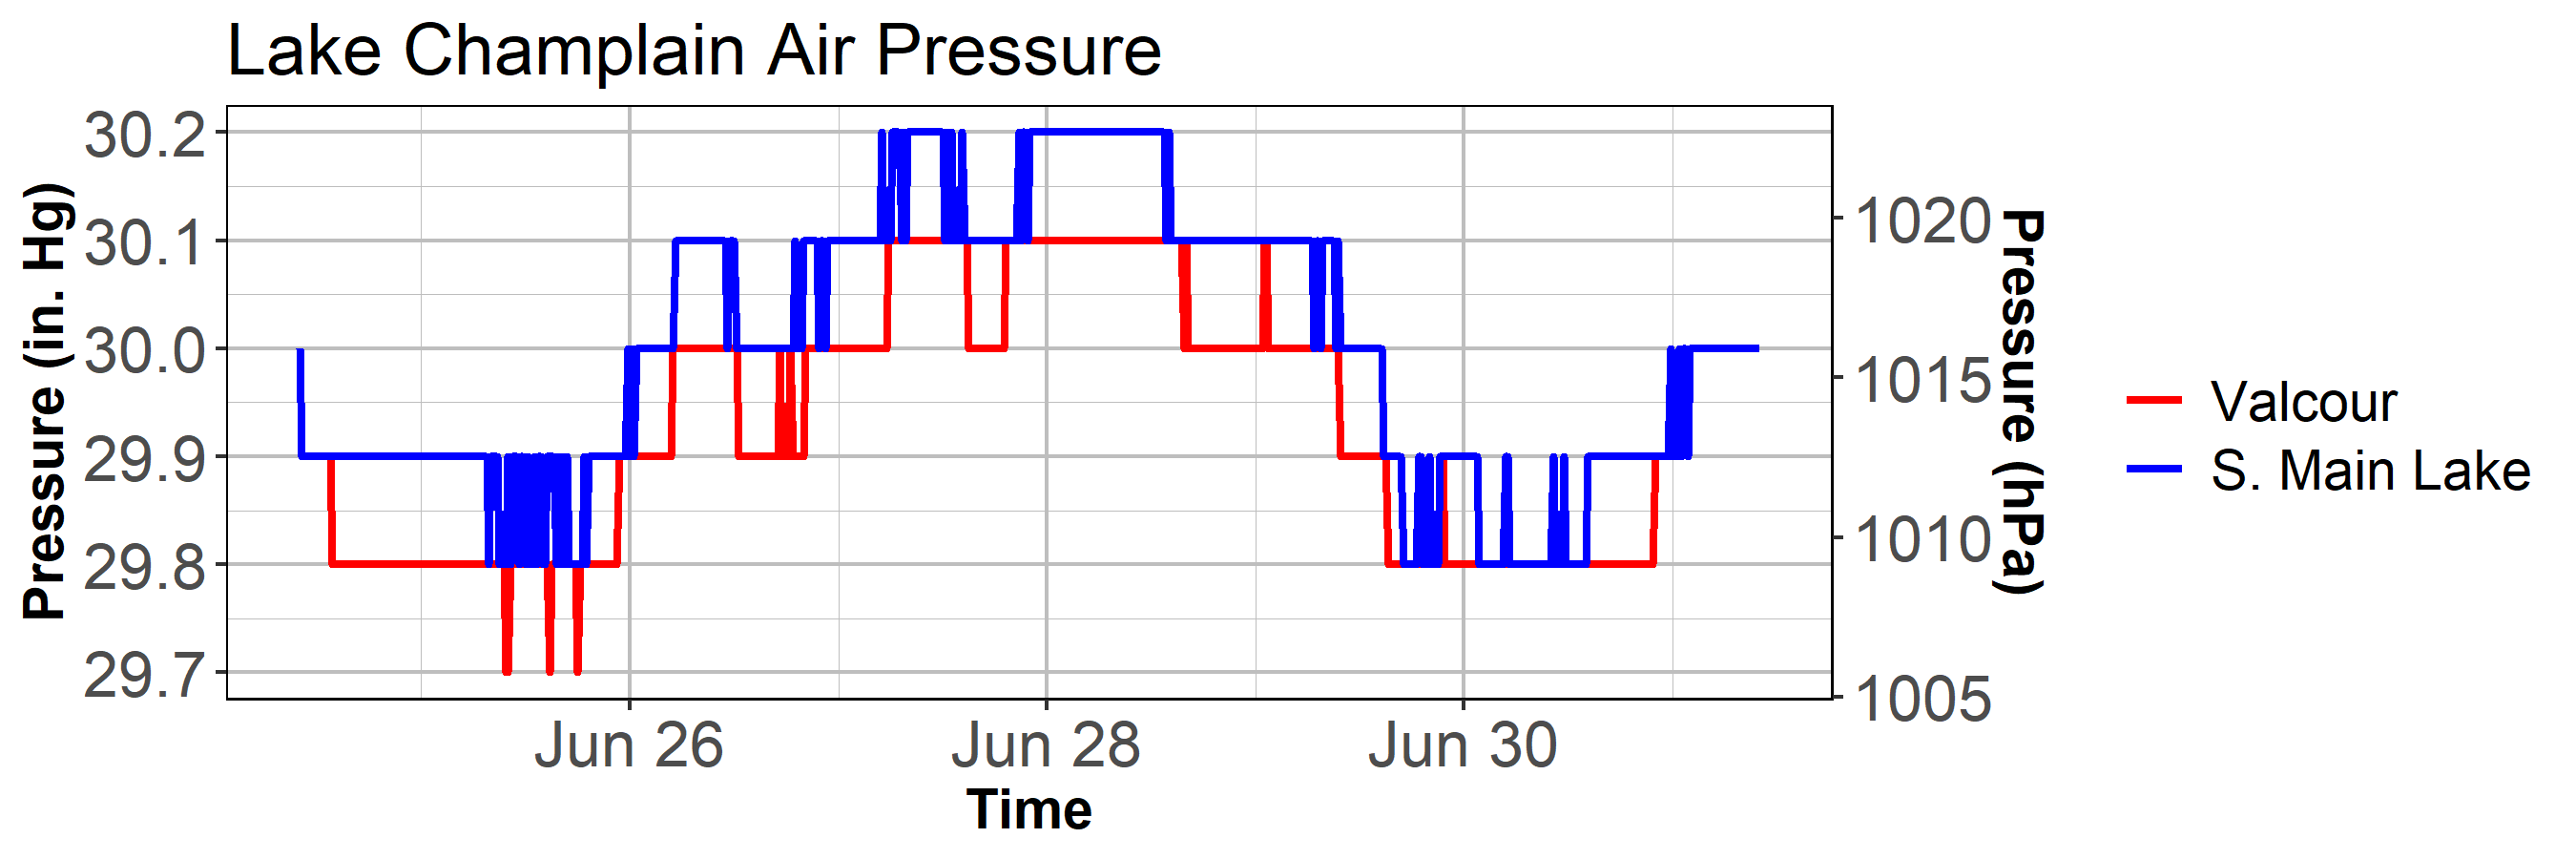 Lake Champlain Air Pressure
Pressure (in. Hg)
30.2
30.1
30.0
29.9
29.8
29.7
1020
1015
1010
1005
Pressure (hPa)
Jun 26
Jun 28
Jun 30
Time
Valcour
S. Main Lake